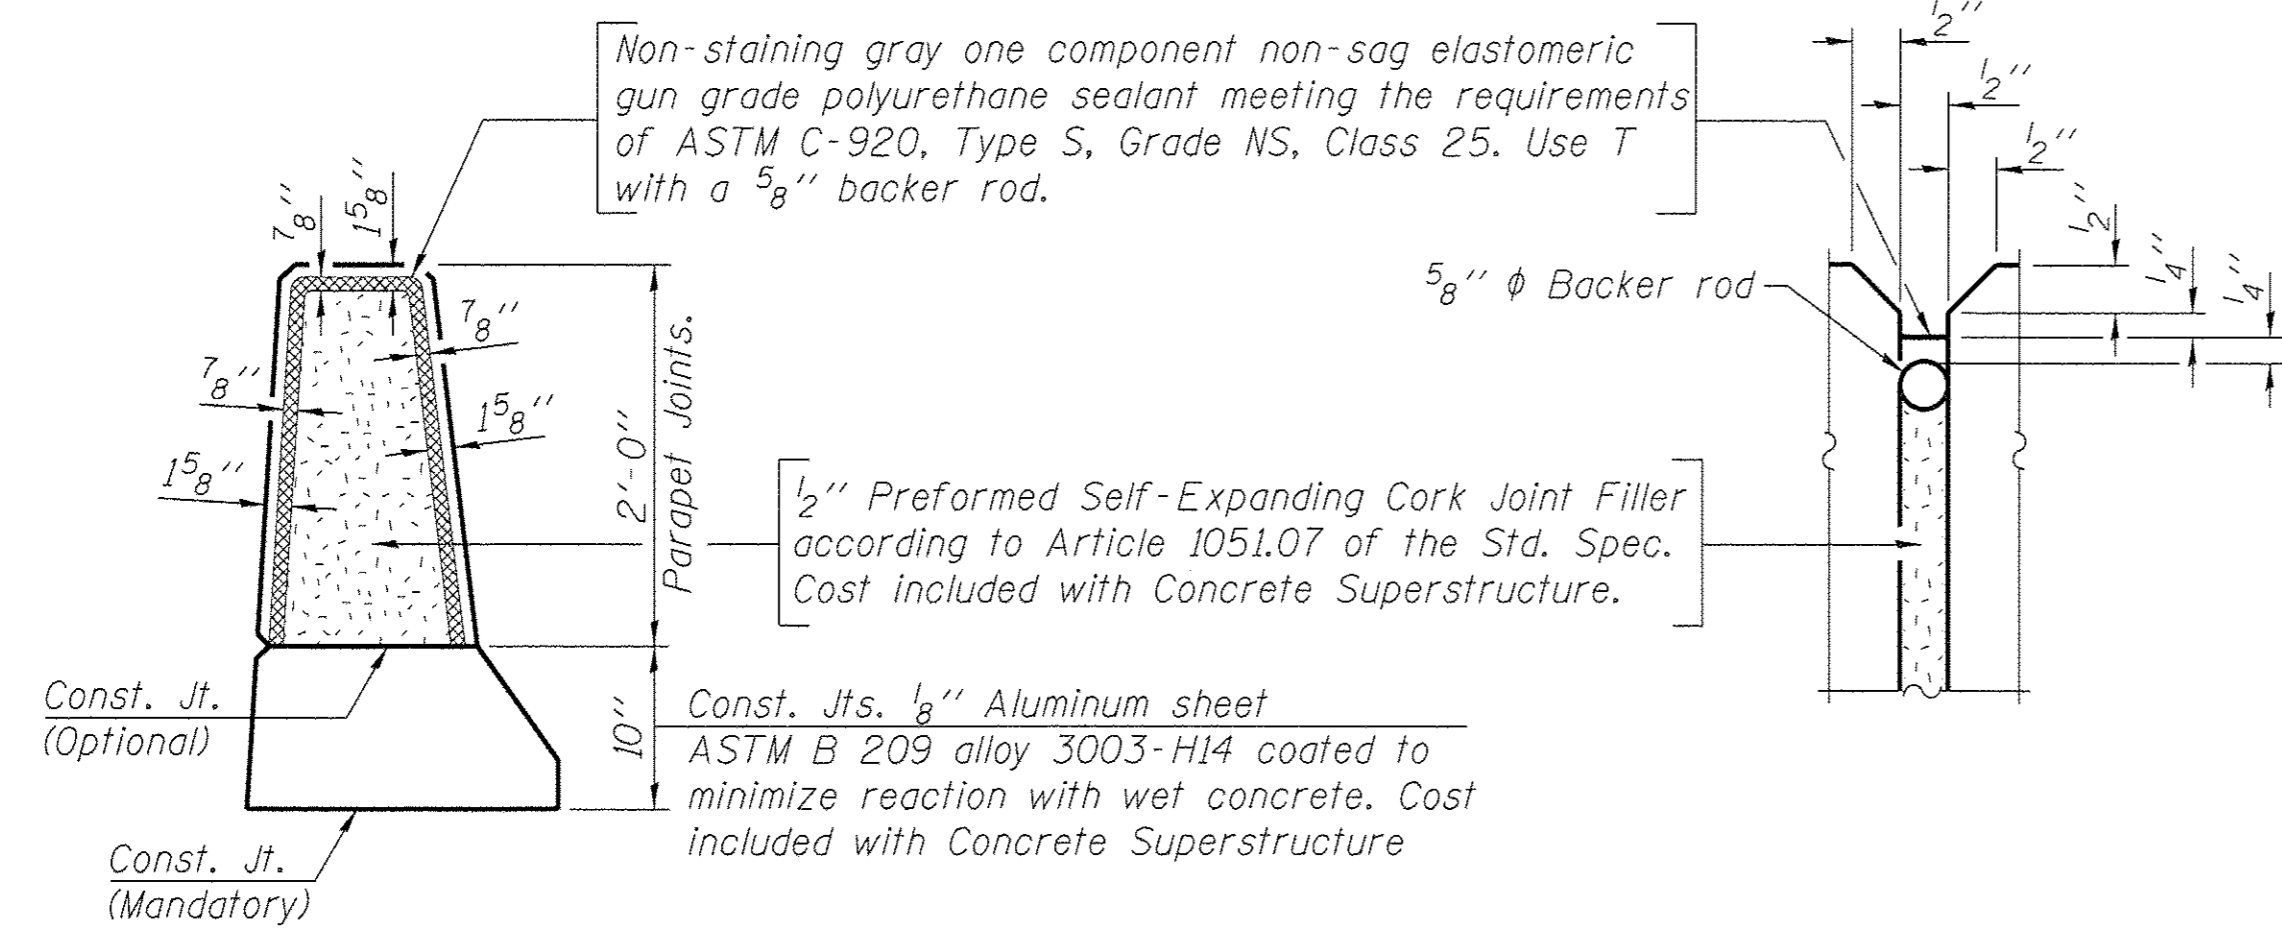 Non-staining gray one component non-sag elastomeric
gun grade polyurethane sealant meeting the requirements
of ASTM C-920, Type S, Grade NS, Class 25. Use T
with a 5/8" backer rod.
1/2"
1/2"
1/2"
1/2"
1/4"
1/4"
7/8"
1 5/8"
5/8" ϕ Backer rod
7/8"
7/8"
1 5/8"
1 5/8"
2'-0"
Parapet Joints.
1/2" Preformed Self-Expanding Cork Joint Filler
according to Article 1051.07 of the Std. Spec.
Cost included with Concrete Superstructure.
Const. Jt.
(Optional)
10"
Const. Jts. 1/8" Aluminum sheet
ASTM B 209 alloy 3003-H14 coated to
minimize reaction with wet concrete. Cost
included with Concrete Superstructure
Const. Jt.
(Mandatory)